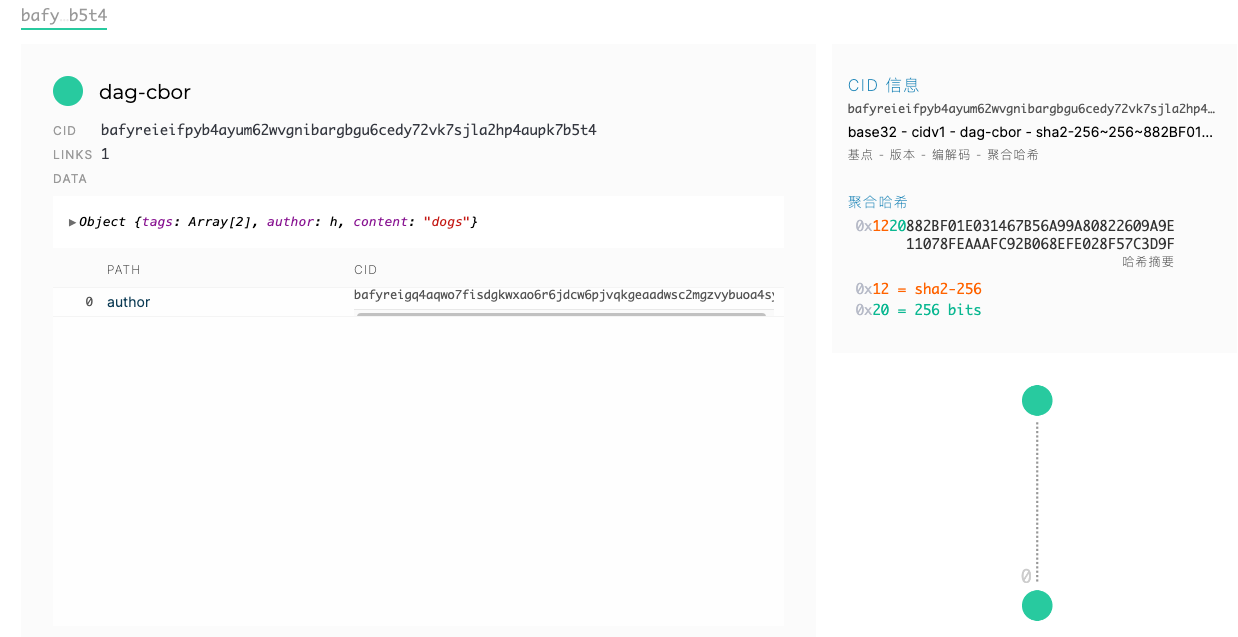 bafy…b5t4
dag-cbor
CID bafyreieifpyb4ayum62wvgnibargbgu6cedy72vk7sjla2hp4aupk7b5t4
LINKS 1
DATA
▶Object {tags: Array[2], author: h, content: "dogs"}
PATH CID
0 author bafyreigq4aqwo7fisdgkwxao6r6jdcw6pjvqkgeaadwsc2mgzvybuoa4sy
CID 信息
bafyreieifpyb4ayum62wvgnibargbgu6cedy72vk7sjla2hp4…
base32 - cidv1 - dag-cbor - sha2-256~256~882BF01...
基点 - 版本 - 编解码 - 聚合哈希
聚合哈希
0x1220882BF01E031467B56A99A80822609A9E
11078FEAAAFC92B068EFE028F57C3D9F
哈希摘要
0x12 = sha2-256
0x20 = 256 bits
0